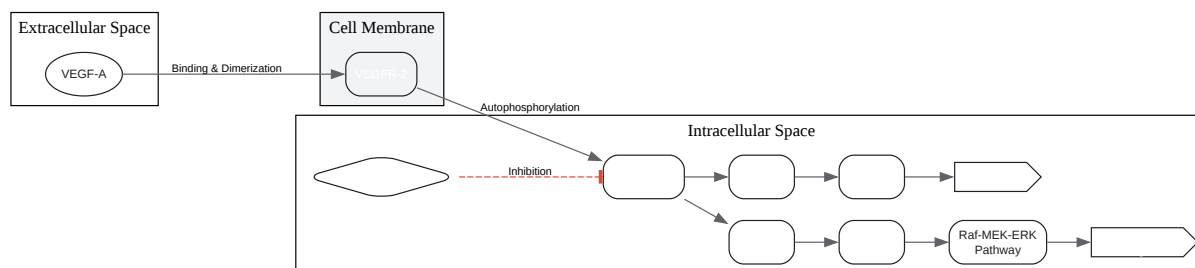 Extracellular Space
Cell Membrane
VEGF-A
Binding & Dimerization
VEGFR-2
Autophosphorylation
Intracellular Space
Inhibition
Raf-MEK-ERK
Pathway